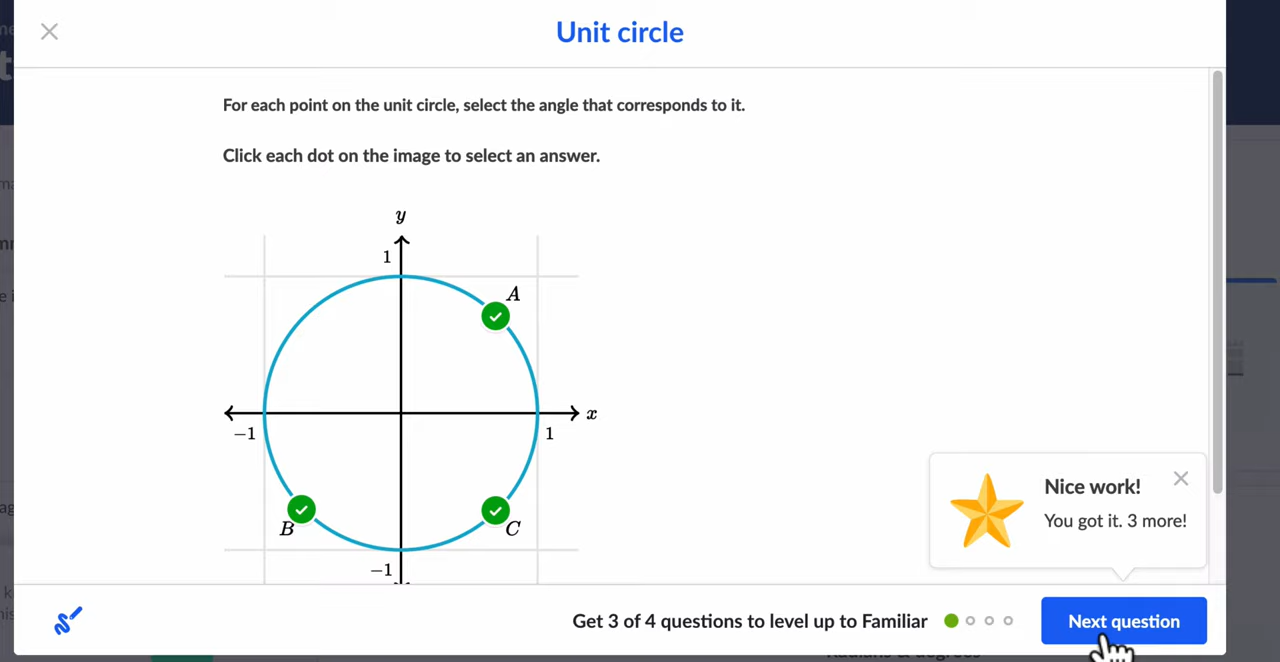 Unit circle
For each point on the unit circle, select the angle that corresponds to it.
Click each dot on the image to select an answer.
y
1
A
x
−1
1
B
C
−1
Nice work!
You got it. 3 more!
Get 3 of 4 questions to level up to Familiar
Next question